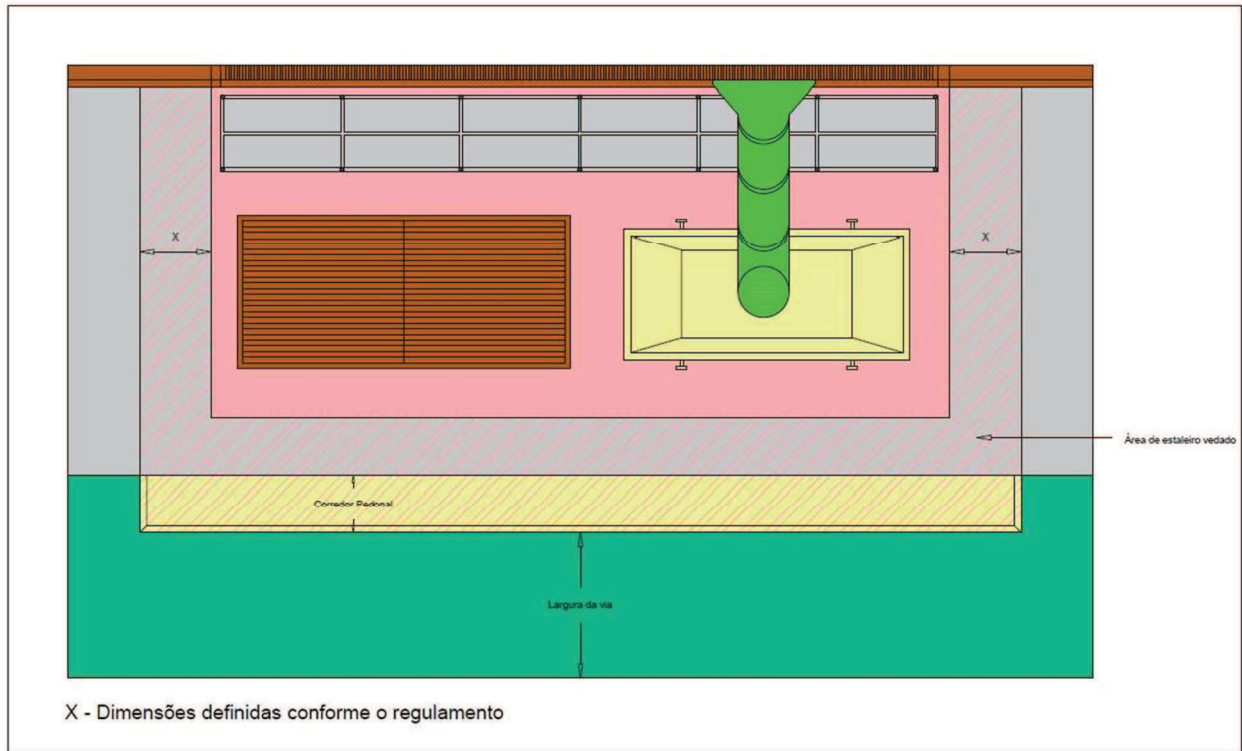 X
X
Área de estaleiro vedado
Corredor Pedonal
Largura da via
X - Dimensões definidas conforme o regulamento